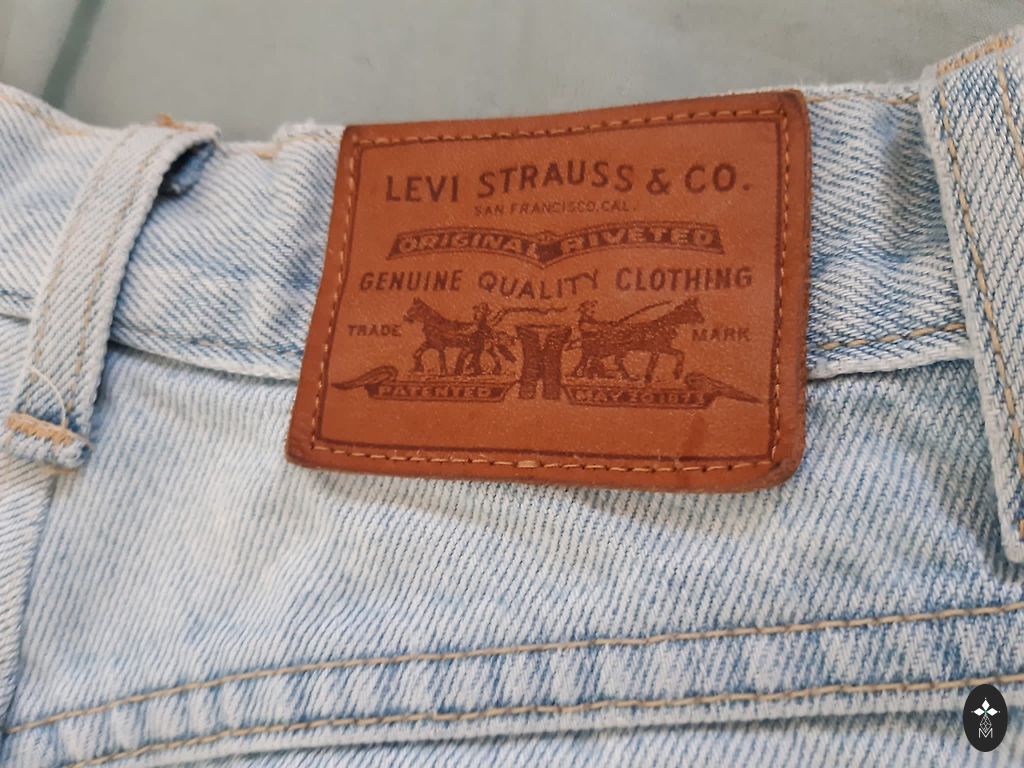 LEVI STRAUSS & CO.
SAN FRANCISCO, CAL.
ORIGINAL RIVETED
GENUINE QUALITY CLOTHING
TRADE MARK
PATENTED MAY 20 1873
M